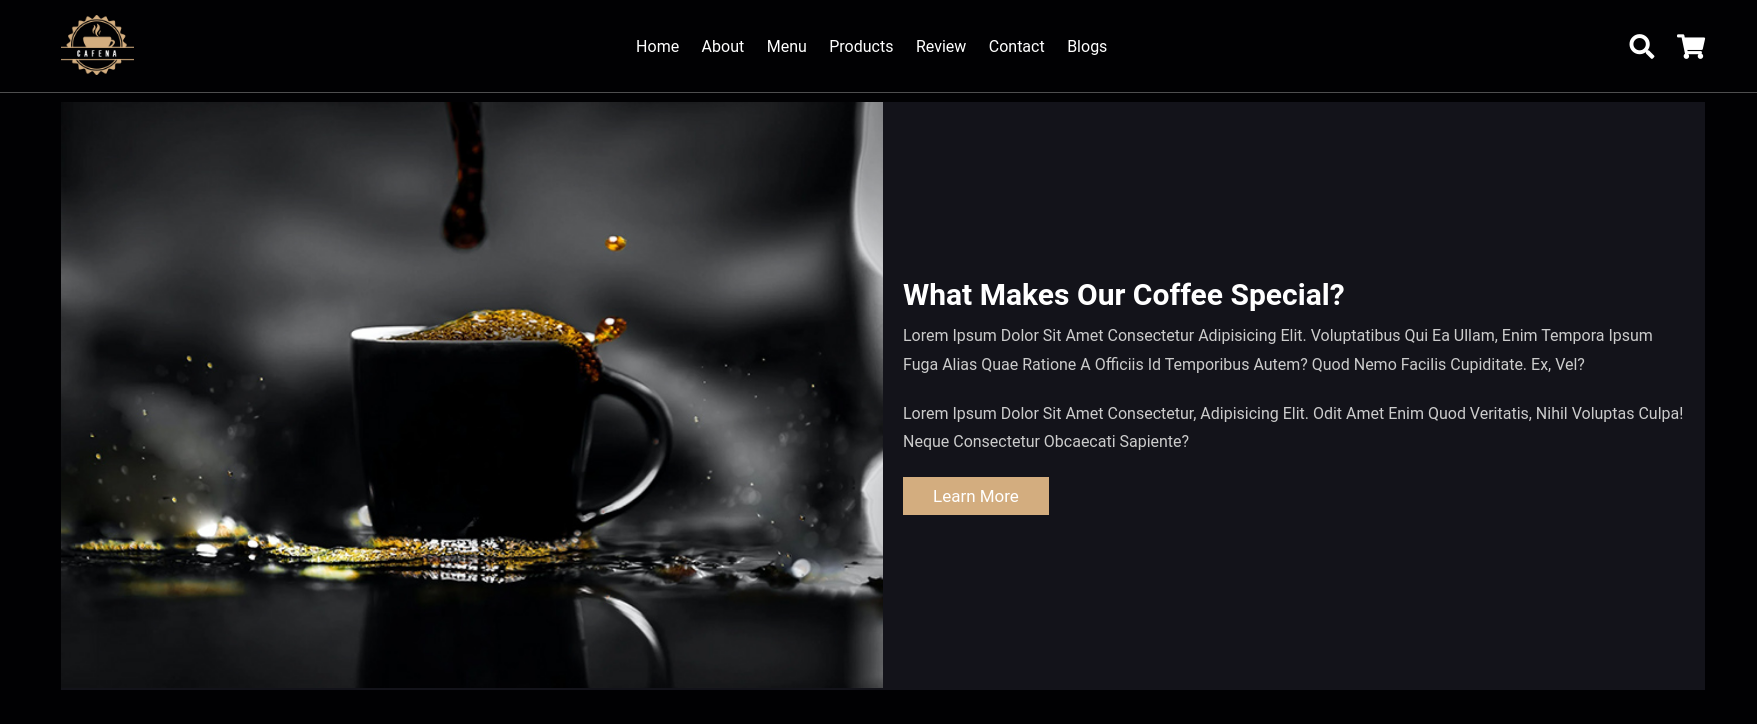 CAFENA
Home About Menu Products Review Contact Blogs
What Makes Our Coffee Special?
Lorem Ipsum Dolor Sit Amet Consectetur Adipisicing Elit. Voluptatibus Qui Ea Ullam, Enim Tempora Ipsum
Fuga Alias Quae Ratione A Officiis Id Temporibus Autem? Quod Nemo Facilis Cupiditate. Ex, Vel?
Lorem Ipsum Dolor Sit Amet Consectetur, Adipisicing Elit. Odit Amet Enim Quod Veritatis, Nihil Voluptas Culpa!
Neque Consectetur Obcaecati Sapiente?
Learn More